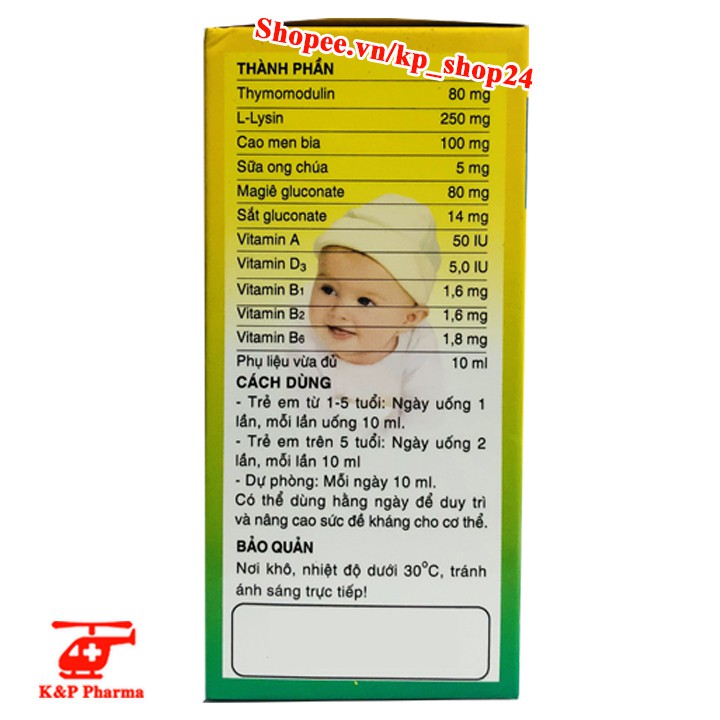 Shopee.vn/kp_shop24
THÀNH PHẦN
Thymomodulin 80 mg
L-Lysin 250 mg
Cao men bia 100 mg
Sữa ong chúa 5 mg
Magiê gluconate 80 mg
Sắt gluconate 14 mg
Vitamin A 50 IU
Vitamin D3 5,0 IU
Vitamin B1 1,6 mg
Vitamin B2 1,6 mg
Vitamin B6 1,8 mg
Phụ liệu vừa đủ 10 ml
CÁCH DÙNG
- Trẻ em từ 1-5 tuổi: Ngày uống 1
lần, mỗi lần uống 10 ml.
- Trẻ em trên 5 tuổi: Ngày uống 2
lần, mỗi lần 10 ml
- Dự phòng: Mỗi ngày 10 ml.
Có thể dùng hằng ngày để duy trì
và nâng cao sức đề kháng cho cơ thể.
BẢO QUẢN
Nơi khô, nhiệt độ dưới 30°C, tránh
ánh sáng trực tiếp!
K&P Pharma